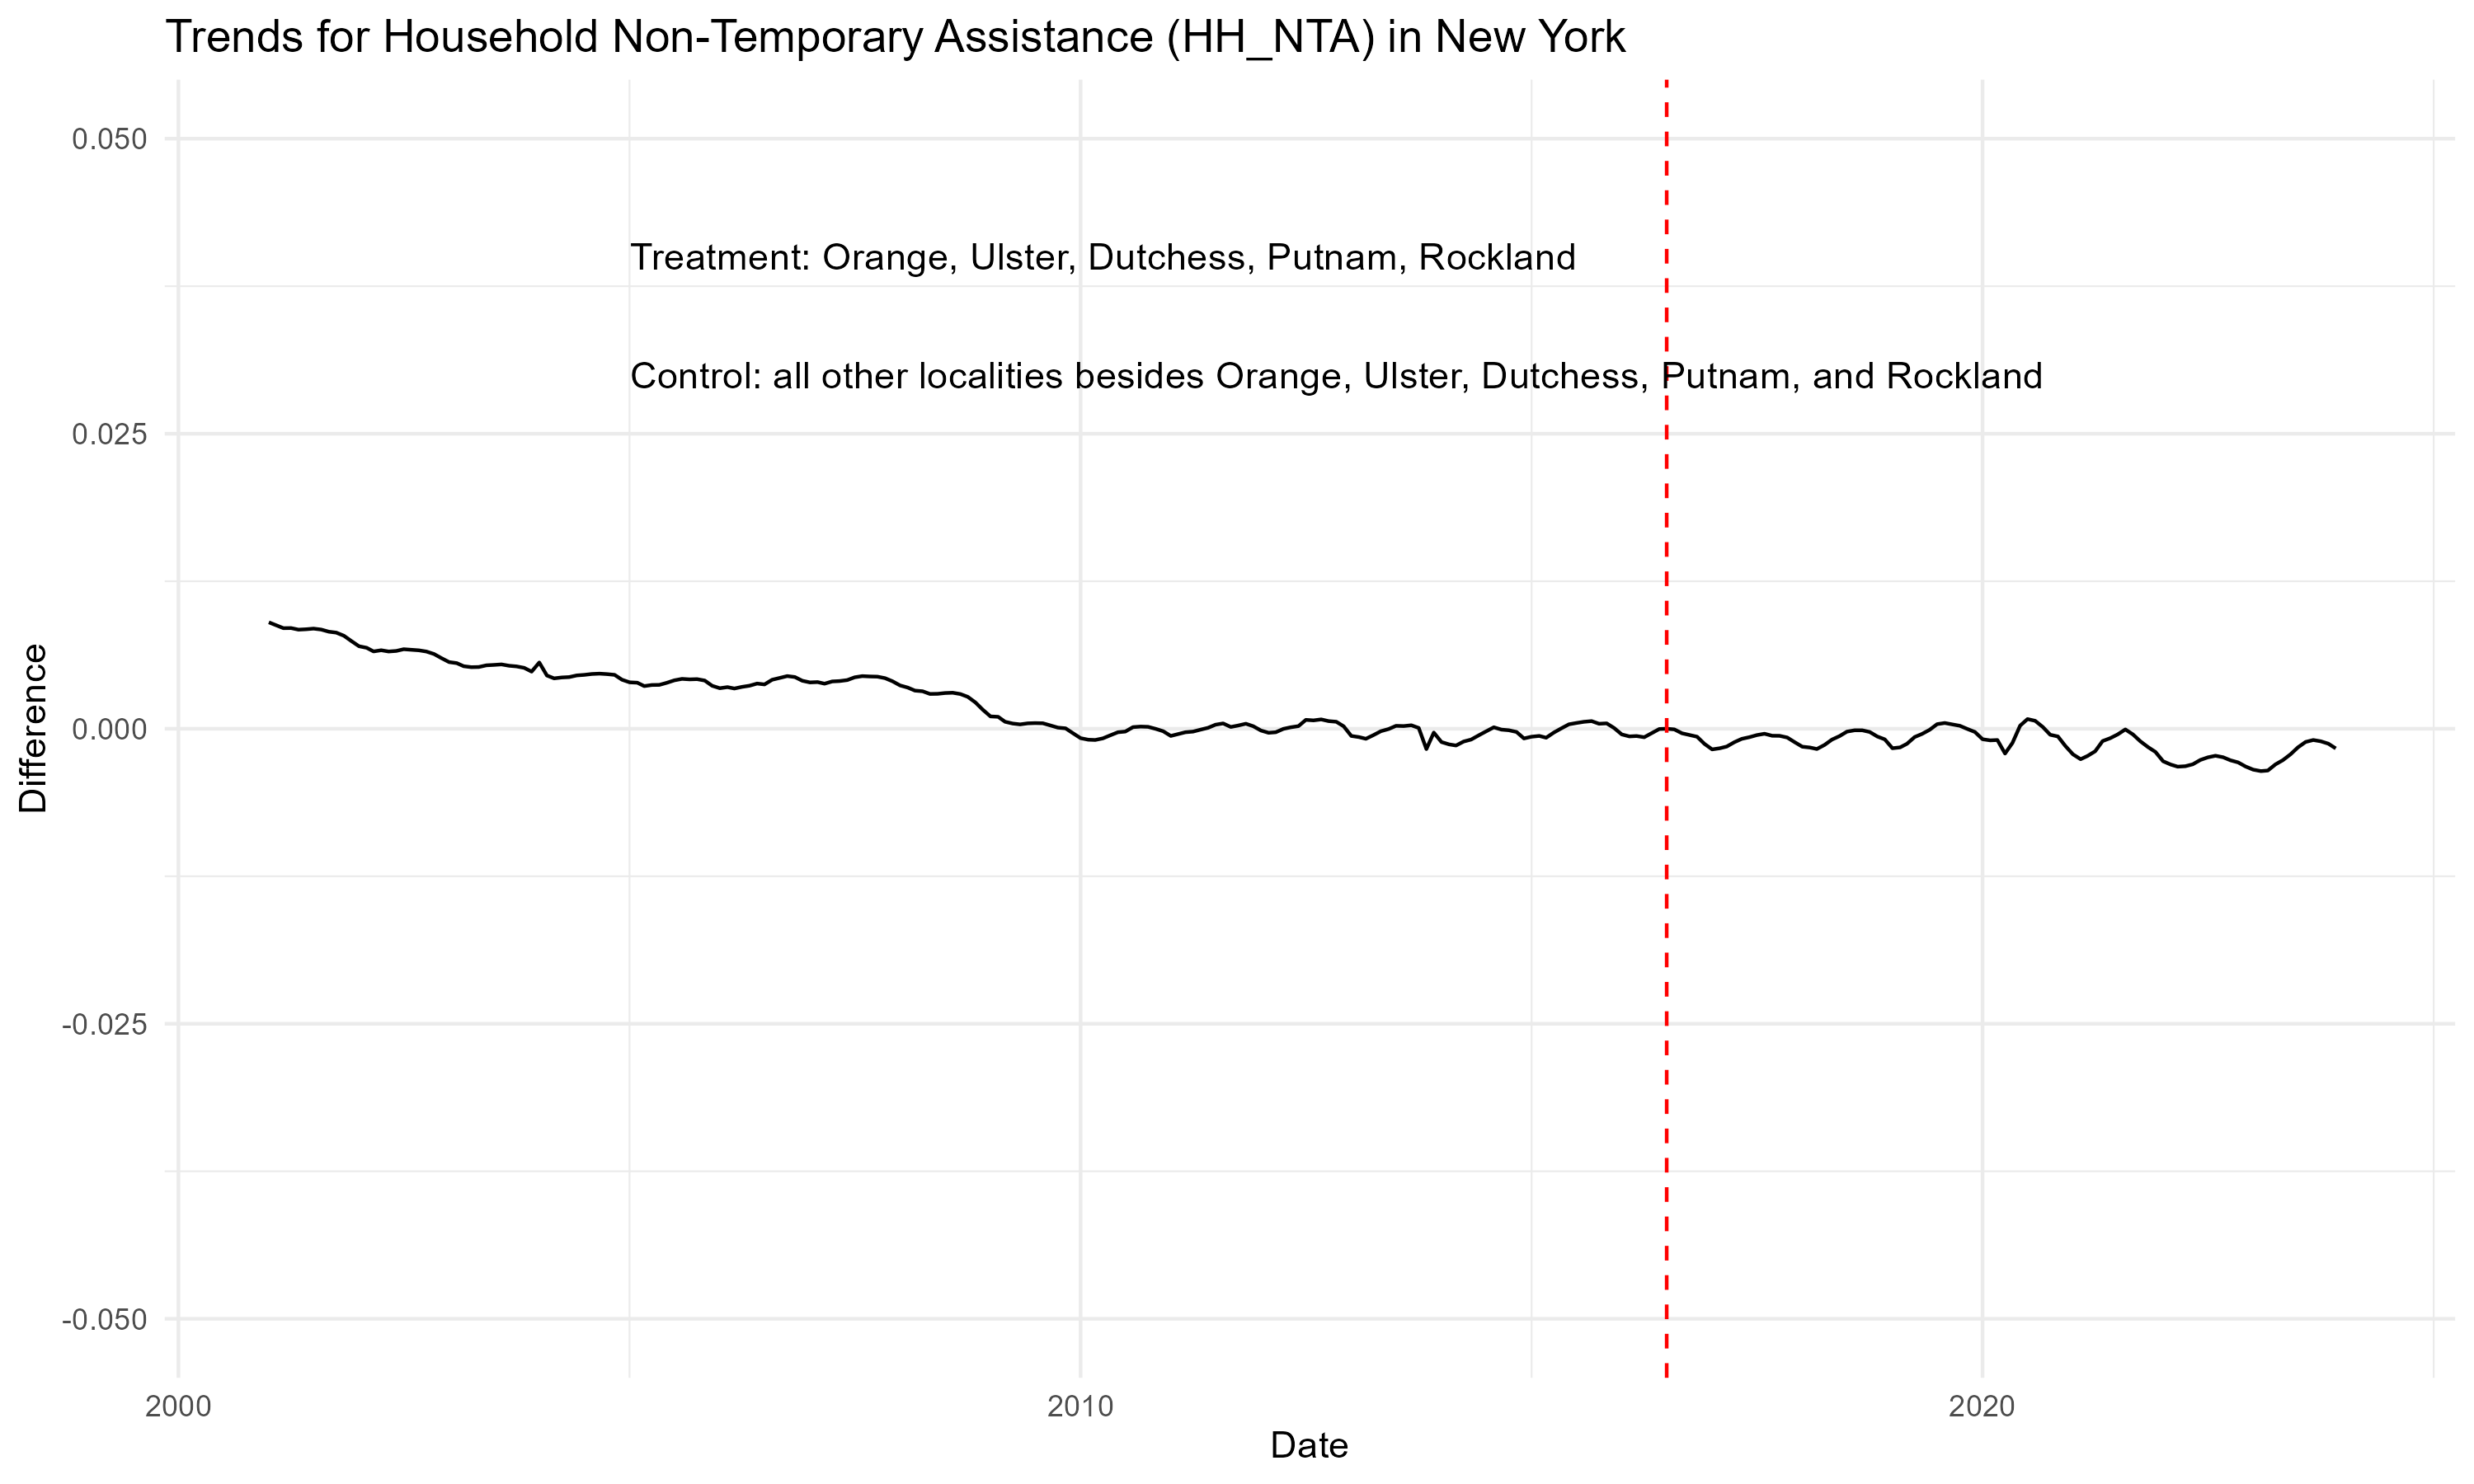 Trends for Household Non-Temporary Assistance (HH_NTA) in New York
0.050
Treatment: Orange, Ulster, Dutchess, Putnam, Rockland
Control: all other localities besides Orange, Ulster, Dutchess, Putnam, and Rockland
0.025
Difference
0.000
-0.025
-0.050
2000
2010
2020
Date